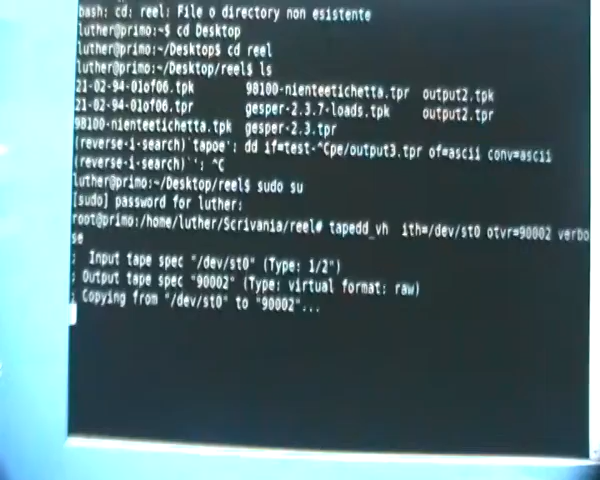 bash: cd: reel: File o directory non esistente
luther@primo:~$ cd Desktop
luther@primo:~/Desktop$ cd reel
luther@primo:~/Desktop/reel$ ls
21-02-94-01of06.tpk 98100-nienteetichetta.tpr output2.tpk
21-02-94-01of06.tpr gesper-2.3.7-loads.tpk output2.tpr
98100-nienteetichetta.tpk gesper-2.3.tpr
(reverse-i-search)`tapoe': dd if=test-^Cpe/output3.tpr of=ascii conv=ascii
(reverse-i-search)`': ^C
luther@primo:~/Desktop/reel$ sudo su
[sudo] password for luther:
root@primo:/home/luther/Scrivania/reel# tapedd_vh ith=/dev/st0 otvr=90002 verbo
se
; Input tape spec "/dev/st0" (Type: 1/2")
; Output tape spec "90002" (Type: virtual format: raw)
; Copying from "/dev/st0" to "90002"...